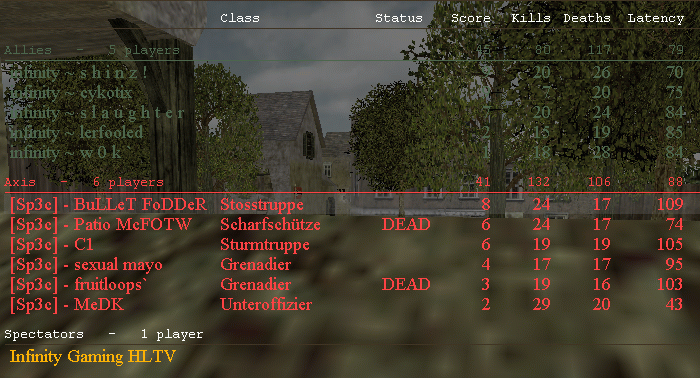 Class Status Score Kills Deaths Latency
Allies - 5 players 80 117 79
infinity ~ s h i n'z ! 20 26 70
infinity ~ cykotix 20 75
infinity ~ s l a u g h t e r 20 24 84
infinity ~ lerfooled 15 19 85
infinity ~ w 0 k ` 18 28 84
Axis - 6 players 41 132 106 88
[Sp3c] - BuLLeT FoDDeR Stosstruppe 8 24 17 109
[Sp3c] - Patio McFOTW Scharfschütze DEAD 6 24 17 74
[Sp3c] - C1 Sturmtruppe 6 19 19 105
[Sp3c] - sexual mayo Grenadier 4 17 17 95
[Sp3c] - fruitloops` Grenadier DEAD 3 19 16 103
[Sp3c] - MeDK Unteroffizier 2 29 20 43
Spectators - 1 player
Infinity Gaming HLTV